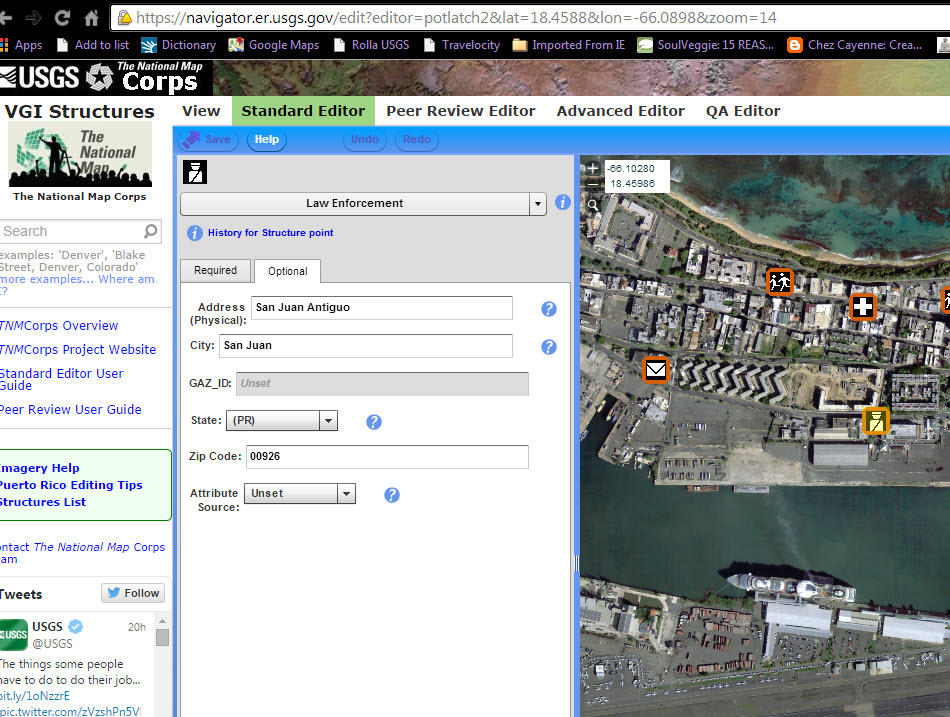 https://navigator.er.usgs.gov/edit?editor=potlatch2&lat=18.4588&lon=-66.0898&zoom=14
Apps Add to list Dictionary Google Maps Rolla USGS Travelocity Imported From IE SoulVeggie: 15 REAS... Chez Cayenne: Crea...
USGS The National Map Corps
VGI Structures View Standard Editor Peer Review Editor Advanced Editor QA Editor
Save Help Undo Redo
The National Map
The National Map Corps
Search
examples: 'Denver', 'Blake
Street, Denver, Colorado'
more examples... Where am
I?
TNMCorps Overview
TNMCorps Project Website
Standard Editor User
Guide
Peer Review User Guide
Imagery Help
Puerto Rico Editing Tips
Structures List
ontact The National Map Corps
am
Tweets Follow
USGS 20h
@USGS
USGS
The things some people
have to do to do their job...
bit.ly/1oNzzrE
pic.twitter.com/zVzshPn5V
Law Enforcement
History for Structure point
Required Optional
Address
(Physical): San Juan Antiguo
City: San Juan
GAZ_ID: Unset
State: (PR)
Zip Code: 00926
Attribute
Source: Unset
-66.10280
18.45986